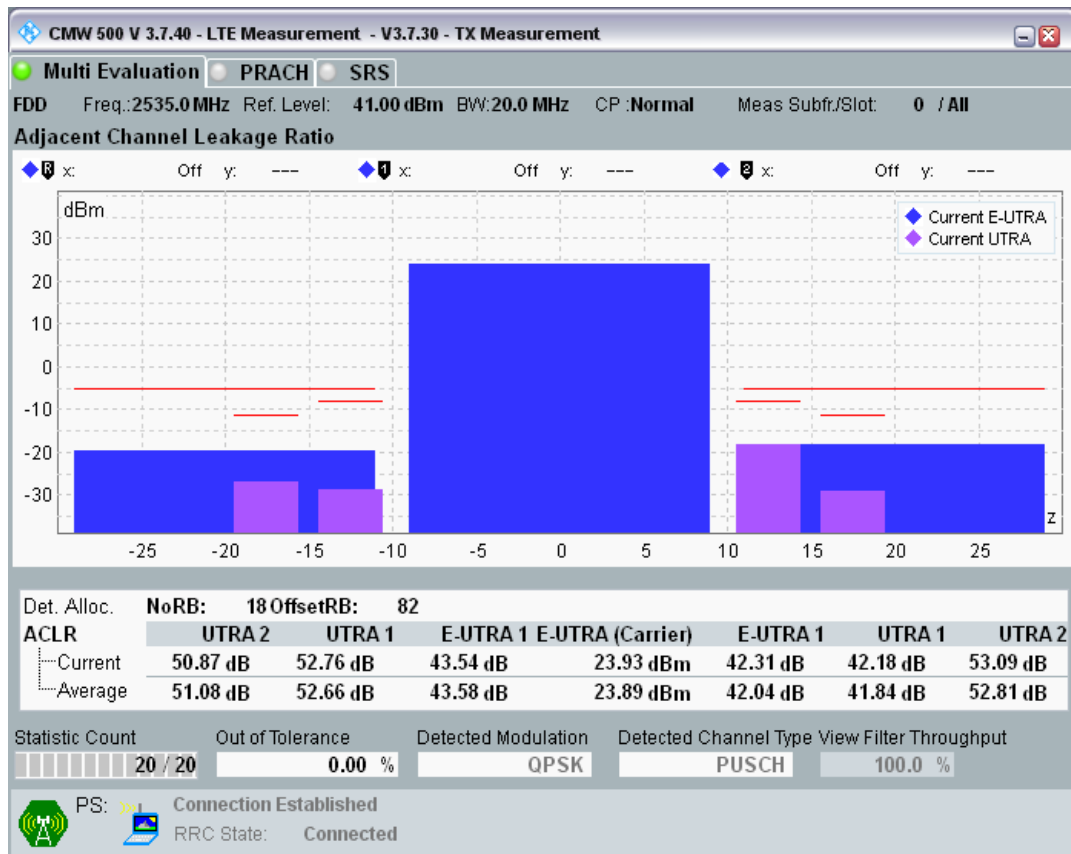 CMW 500 V 3.7.40 - LTE Measurement - V3.7.30 - TX Measurement
Multi Evaluation PRACH SRS
FDD Freq.:2535.0 MHz Ref. Level: 41.00 dBm BW:20.0 MHz CP :Normal Meas Subfr./Slot: 0 / All
Adjacent Channel Leakage Ratio
R x: Off y: --- 1 x: Off y: --- 2 x: Off y: ---
dBm
Current E-UTRA
Current UTRA
30
20
10
0
-10
-20
-30
z
-25 -20 -15 -10 -5 0 5 10 15 20 25
Det. Alloc. NoRB: 18 OffsetRB: 82
ACLR UTRA 2 UTRA 1 E-UTRA 1 E-UTRA (Carrier) E-UTRA 1 UTRA 1 UTRA 2
Current 50.87 dB 52.76 dB 43.54 dB 23.93 dBm 42.31 dB 42.18 dB 53.09 dB
Average 51.08 dB 52.66 dB 43.58 dB 23.89 dBm 42.04 dB 41.84 dB 52.81 dB
Statistic Count Out of Tolerance Detected Modulation Detected Channel Type View Filter Throughput
20 / 20 0.00 % QPSK PUSCH 100.0 %
PS: Connection Established
RRC State: Connected